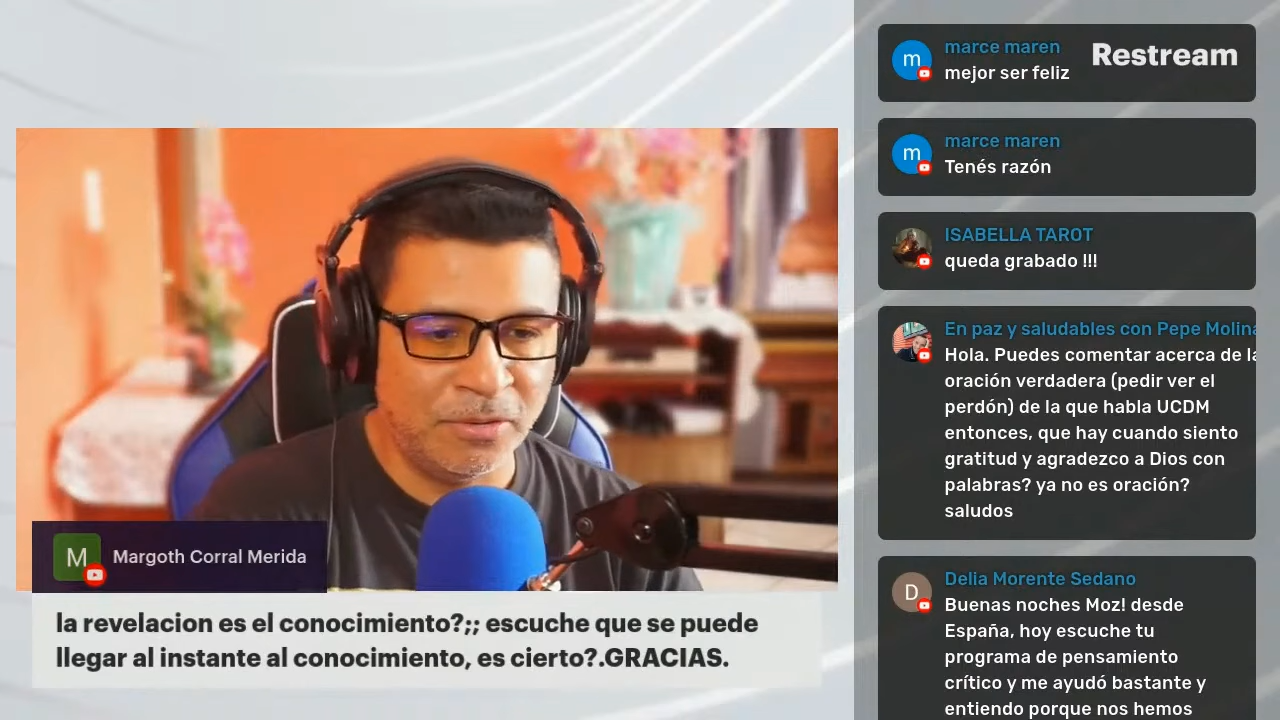 Restream
marce maren
mejor ser feliz
marce maren
Tenés razón
ISABELLA TAROT
queda grabado !!!
En paz y saludables con Pepe Molina
Hola. Puedes comentar acerca de la
oración verdadera (pedir ver el
perdón) de la que habla UCDM
entonces, que hay cuando siento
gratitud y agradezco a Dios con
palabras? ya no es oración?
saludos
Delia Morente Sedano
Buenas noches Moz! desde
España, hoy escuche tu
programa de pensamiento
crítico y me ayudó bastante y
entiendo porque nos hemos
Margoth Corral Merida
la revelacion es el conocimiento?;; escuche que se puede
llegar al instante al conocimiento, es cierto?.GRACIAS.